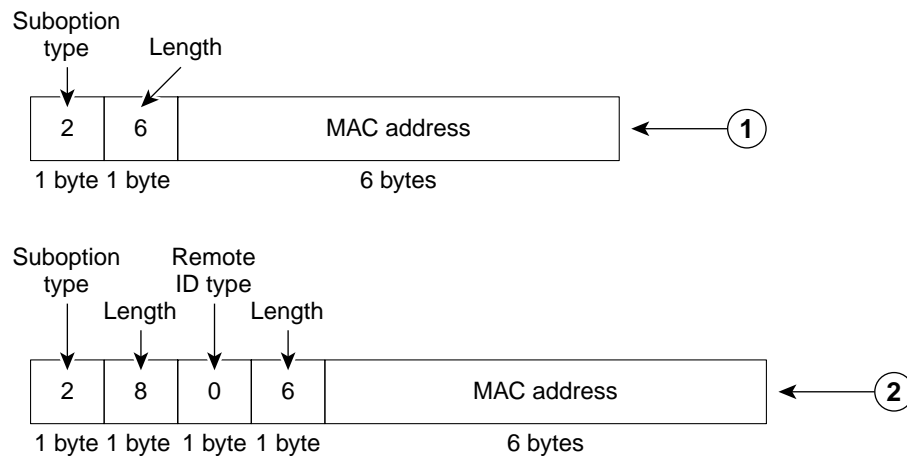 Suboption
type
Length
2 6 MAC address 1
1 byte 1 byte 6 bytes
Suboption Remote
type ID type
Length Length
2 8 0 6 MAC address 2
1 byte 1 byte 1 byte 1 byte 6 bytes